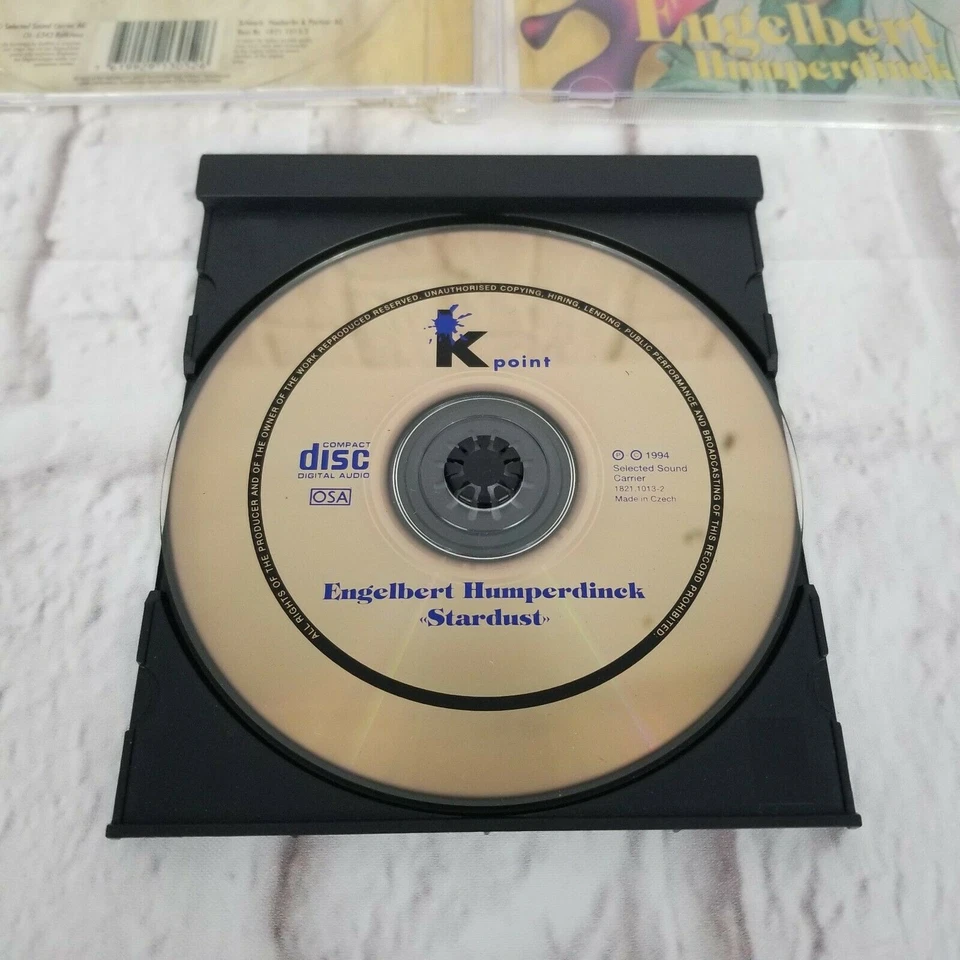 Engelbert
Humperdinck
k point
ALL RIGHTS OF THE PRODUCER AND OF THE OWNER OF THE WORK REPRODUCED RESERVED. UNAUTHORISED COPYING, HIRING, LENDING, PUBLIC PERFORMANCE AND BROADCASTING OF THIS RECORD PROHIBITED.
COMPACT
disc
DIGITAL AUDIO
OSA
Ⓟ © 1994
Selected Sound
Carrier
1821.1013-2
Made in Czech
Engelbert Humperdinck
«Stardust»